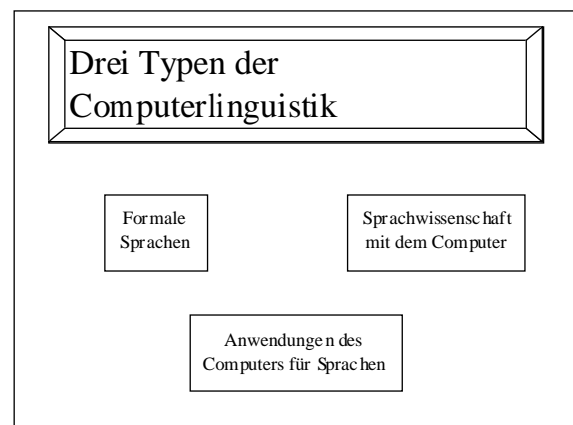 Drei Typen der
Computerlinguistik
Formale
Sprachen
Sprachwissenschaft
mit dem Computer
Anwendungen des
Computers für Sprachen